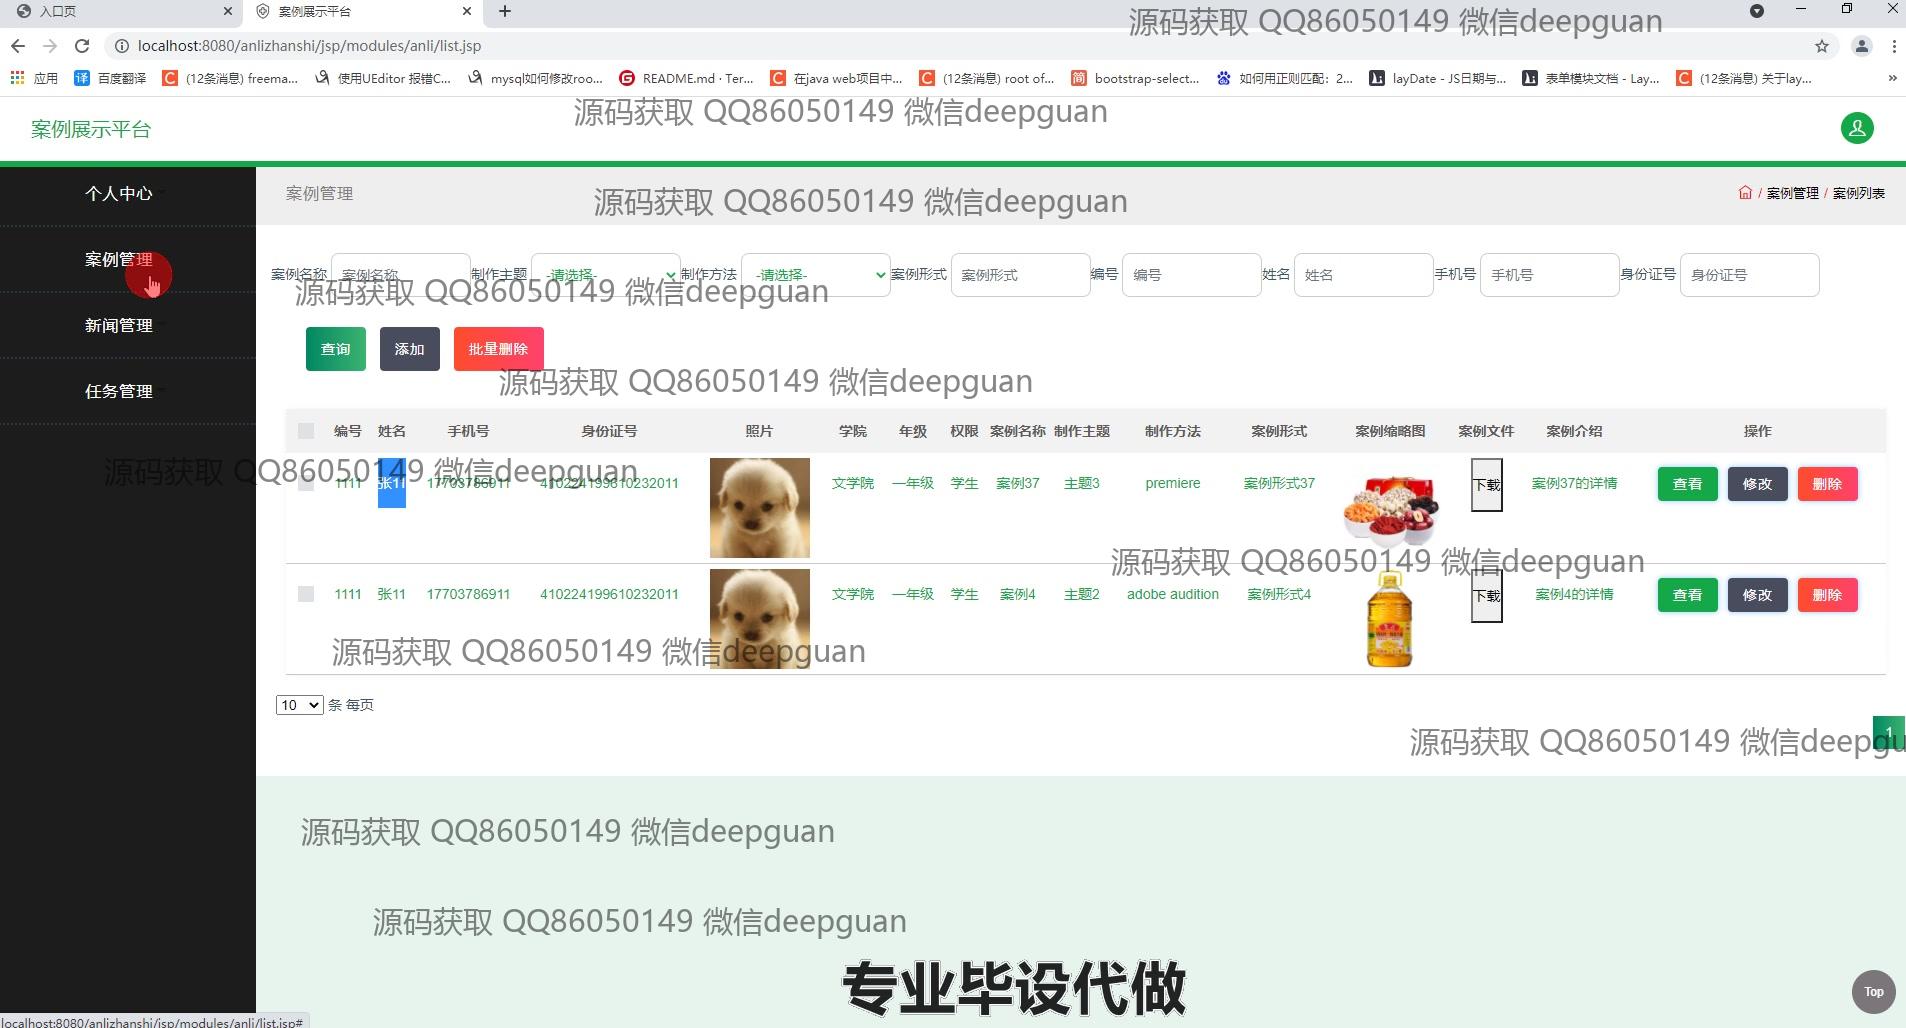 入口页
案例展示平台
源码获取 QQ86050149 微信deepguan
localhost:8080/anlizhanshi/jsp/modules/anli/list.jsp
应用 百度翻译 (12条消息) freema... 使用UEditor 报错C... mysql如何修改roo... README.md · Ter... 在java web项目中... (12条消息) root of... bootstrap-select... 如何用正则匹配：2... layDate - JS日期与... 表单模块文档 - Lay... (12条消息) 关于lay... »
源码获取 QQ86050149 微信deepguan
案例展示平台
个人中心
案例管理
新闻管理
任务管理
案例管理
源码获取 QQ86050149 微信deepguan
/ 案例管理 / 案例列表
案例名称 案例名称 制作主题 -请选择- 制作方法 -请选择- 案例形式 案例形式 编号 编号 姓名 姓名 手机号 手机号 身份证号 身份证号
源码获取 QQ86050149 微信deepguan
查询 添加 批量删除
源码获取 QQ86050149 微信deepguan
编号 姓名 手机号 身份证号 照片 学院 年级 权限 案例名称 制作主题 制作方法 案例形式 案例缩略图 案例文件 案例介绍 操作
源码获取 QQ86050149 微信deepguan
1111 张11 17703786911 410224199610232011 文学院 一年级 学生 案例37 主题3 premiere 案例形式37 下载 案例37的详情 查看 修改 删除
源码获取 QQ86050149 微信deepguan
1111 张11 17703786911 410224199610232011 文学院 一年级 学生 案例4 主题2 adobe audition 案例形式4 下载 案例4的详情 查看 修改 删除
源码获取 QQ86050149 微信deepguan
10 条 每页
1
源码获取 QQ86050149 微信deepgu
源码获取 QQ86050149 微信deepguan
源码获取 QQ86050149 微信deepguan
专业毕设代做
Top
localhost:8080/anlizhanshi/jsp/modules/anli/list.jsp#